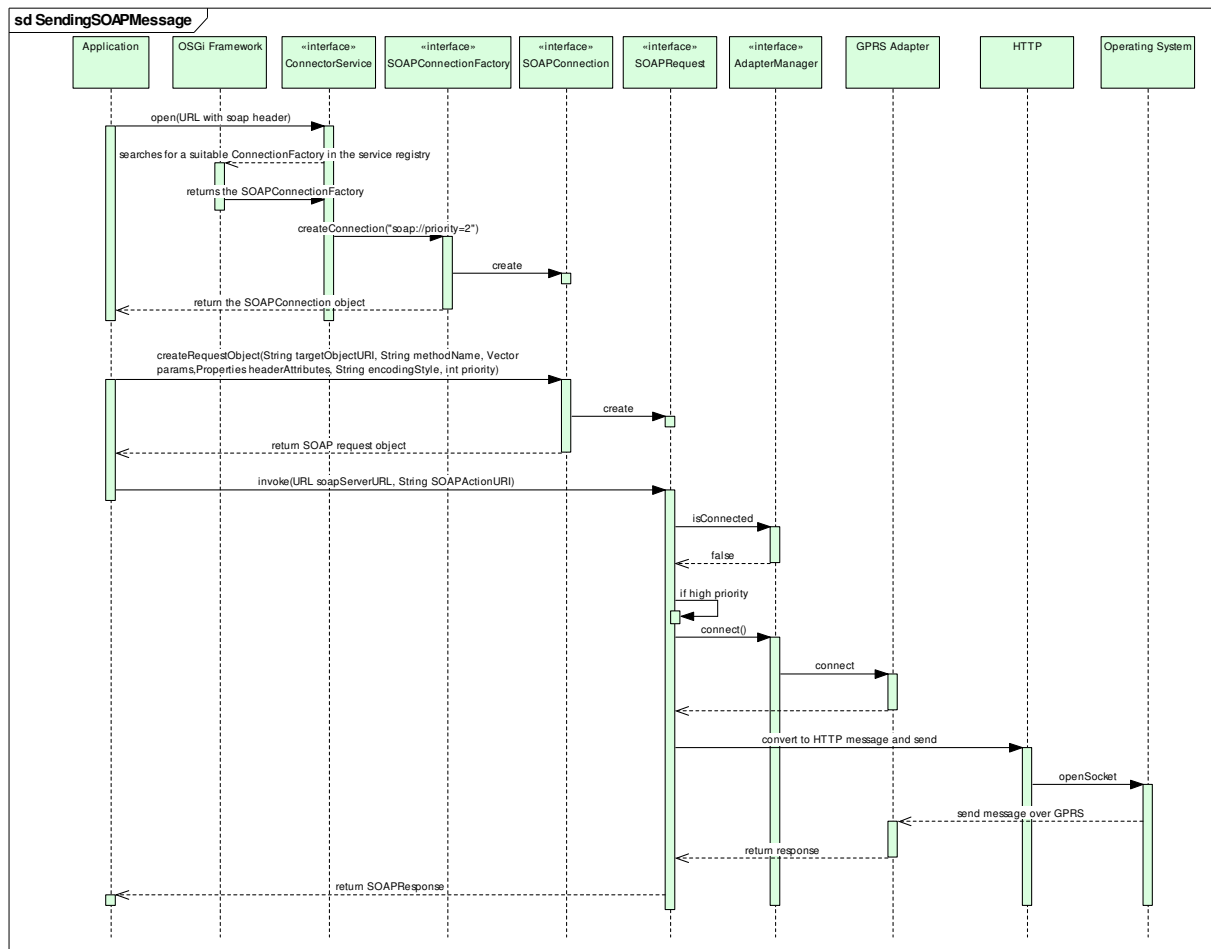 sd SendingSOAPMessage
Application
OSGi Framework
«interface»
ConnectorService
«interface»
SOAPConnectionFactory
«interface»
SOAPConnection
«interface»
SOAPRequest
«interface»
AdapterManager
GPRS Adapter
HTTP
Operating System
open(URL with soap header)
searches for a suitable ConnectionFactory in the service registry
returns the SOAPConnectionFactory
createConnection("soap://priority=2")
create
return the SOAPConnection object
createRequestObject(String targetObjectURI, String methodName, Vector
params,Properties headerAttributes, String encodingStyle, int priority)
create
return SOAP request object
invoke(URL soapServerURL, String SOAPActionURI)
isConnected
false
if high priority
connect()
connect
convert to HTTP message and send
openSocket
send message over GPRS
return response
return SOAPResponse